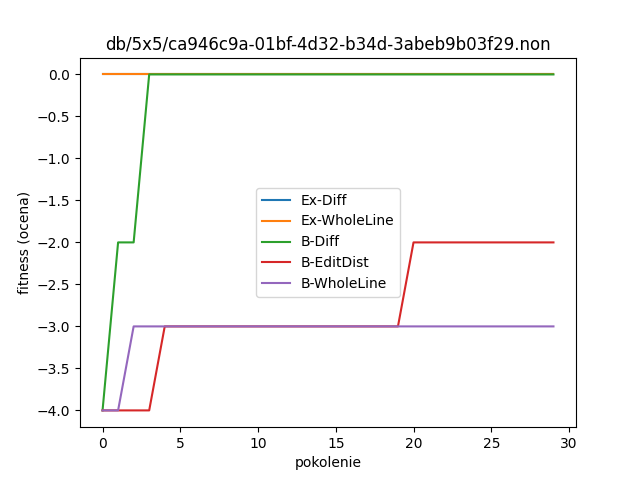 db/5x5/ca946c9a-01bf-4d32-b34d-3abeb9b03f29.non
0.0
−0.5
−1.0
−1.5
−2.0
−2.5
−3.0
−3.5
−4.0
fitness (ocena)
Ex-Diff
Ex-WholeLine
B-Diff
B-EditDist
B-WholeLine
0 5 10 15 20 25 30
pokolenie